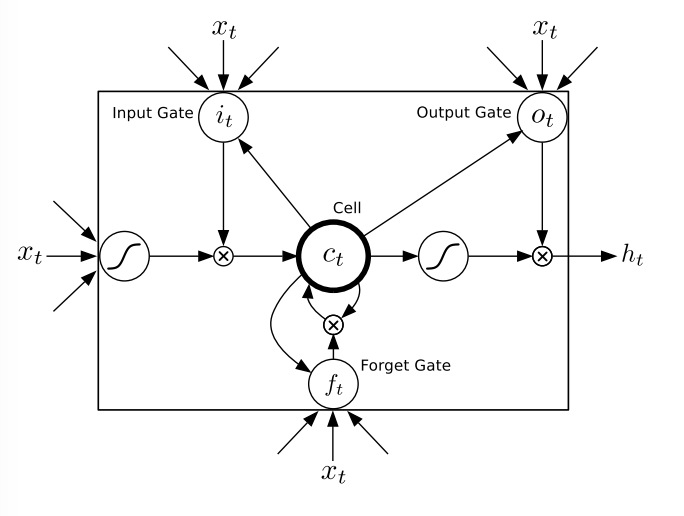 x_t
x_t
Input Gate
i_t
Output Gate
o_t
Cell
x_t
c_t
h_t
Forget Gate
f_t
x_t